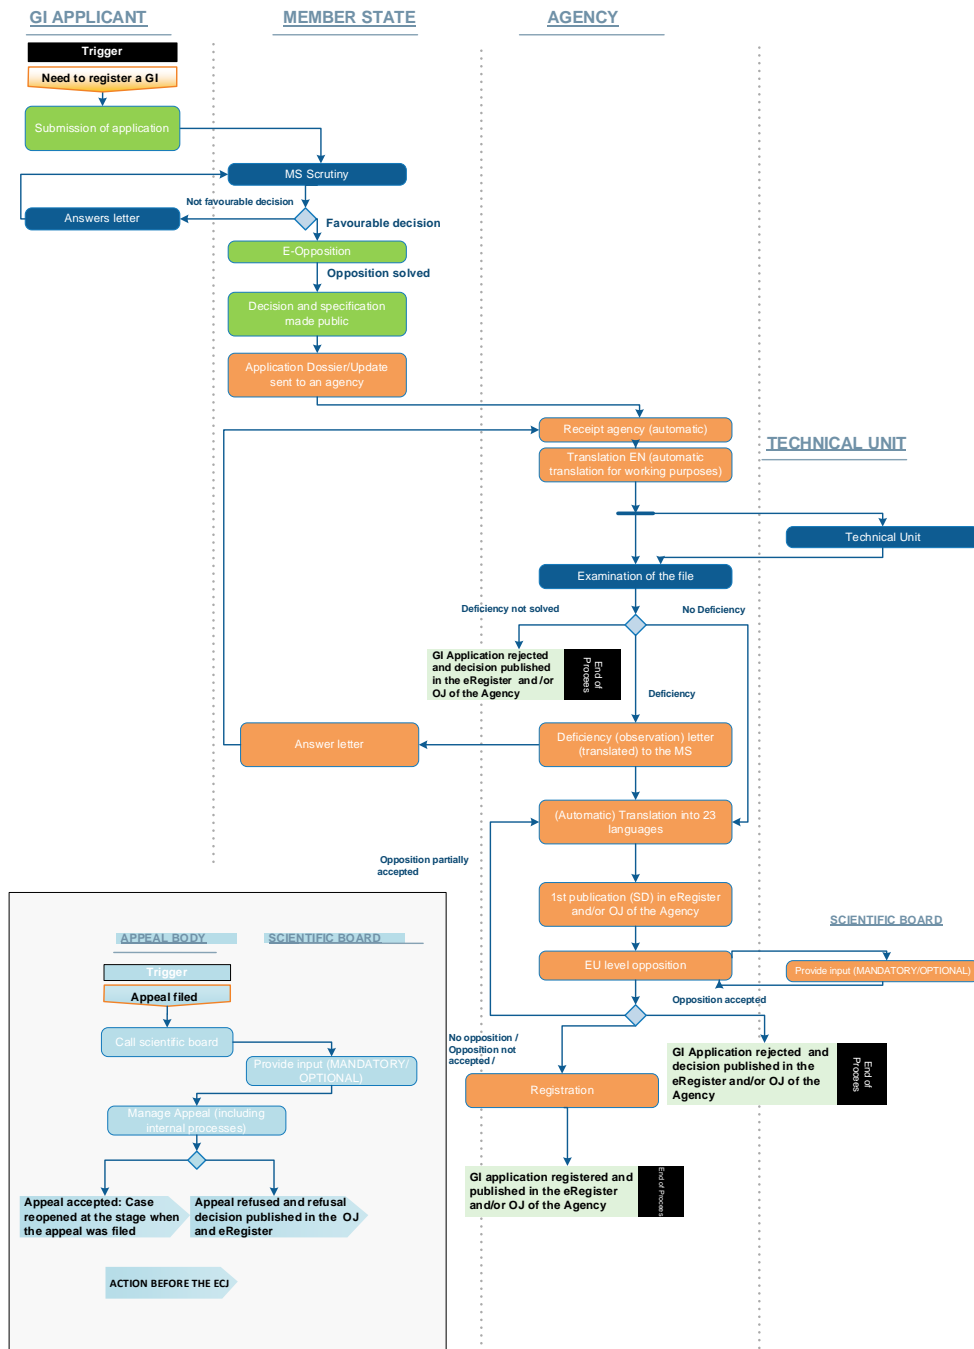 GI APPLICANT
MEMBER STATE
AGENCY
Trigger
Need to register a GI
Submission of application
MS Scrutiny
Not favourable decision
Answers letter
Favourable decision
E-Opposition
Opposition solved
Decision and specification
made public
Application Dossier/Update
sent to an agency
Receipt agency (automatic)
TECHNICAL UNIT
Translation EN (automatic
translation for working purposes)
Technical Unit
Examination of the file
Deficiency not solved
No Deficiency
GI Application rejected
and decision published
in the eRegister and /or
OJ of the Agency
End of
Procees
Deficiency
Answer letter
Deficiency (observation) letter
(translated) to the MS
(Automatic) Translation into 23
languages
Opposition partially
accepted
1st publication (SD) in eRegister
and/or OJ of the Agency
SCIENTIFIC BOARD
EU level opposition
Provide input (MANDATORY/OPTIONAL)
Opposition accepted
No opposition /
Opposition not
accepted /
GI Application rejected and
decision published in the
eRegister and/or OJ of the
Agency
End of
Procees
Registration
GI application registered and
published in the eRegister
and/or OJ of the Agency
End of Procees
APPEAL BODY
SCIENTIFIC BOARD
Trigger
Appeal filed
Call scientific board
Provide input (MANDATORY/
OPTIONAL)
Manage Appeal (including
internal processes)
Appeal accepted: Case
reopened at the stage when
the appeal was filed
Appeal refused and refusal
decision published in the OJ
and eRegister
ACTION BEFORE THE ECJ